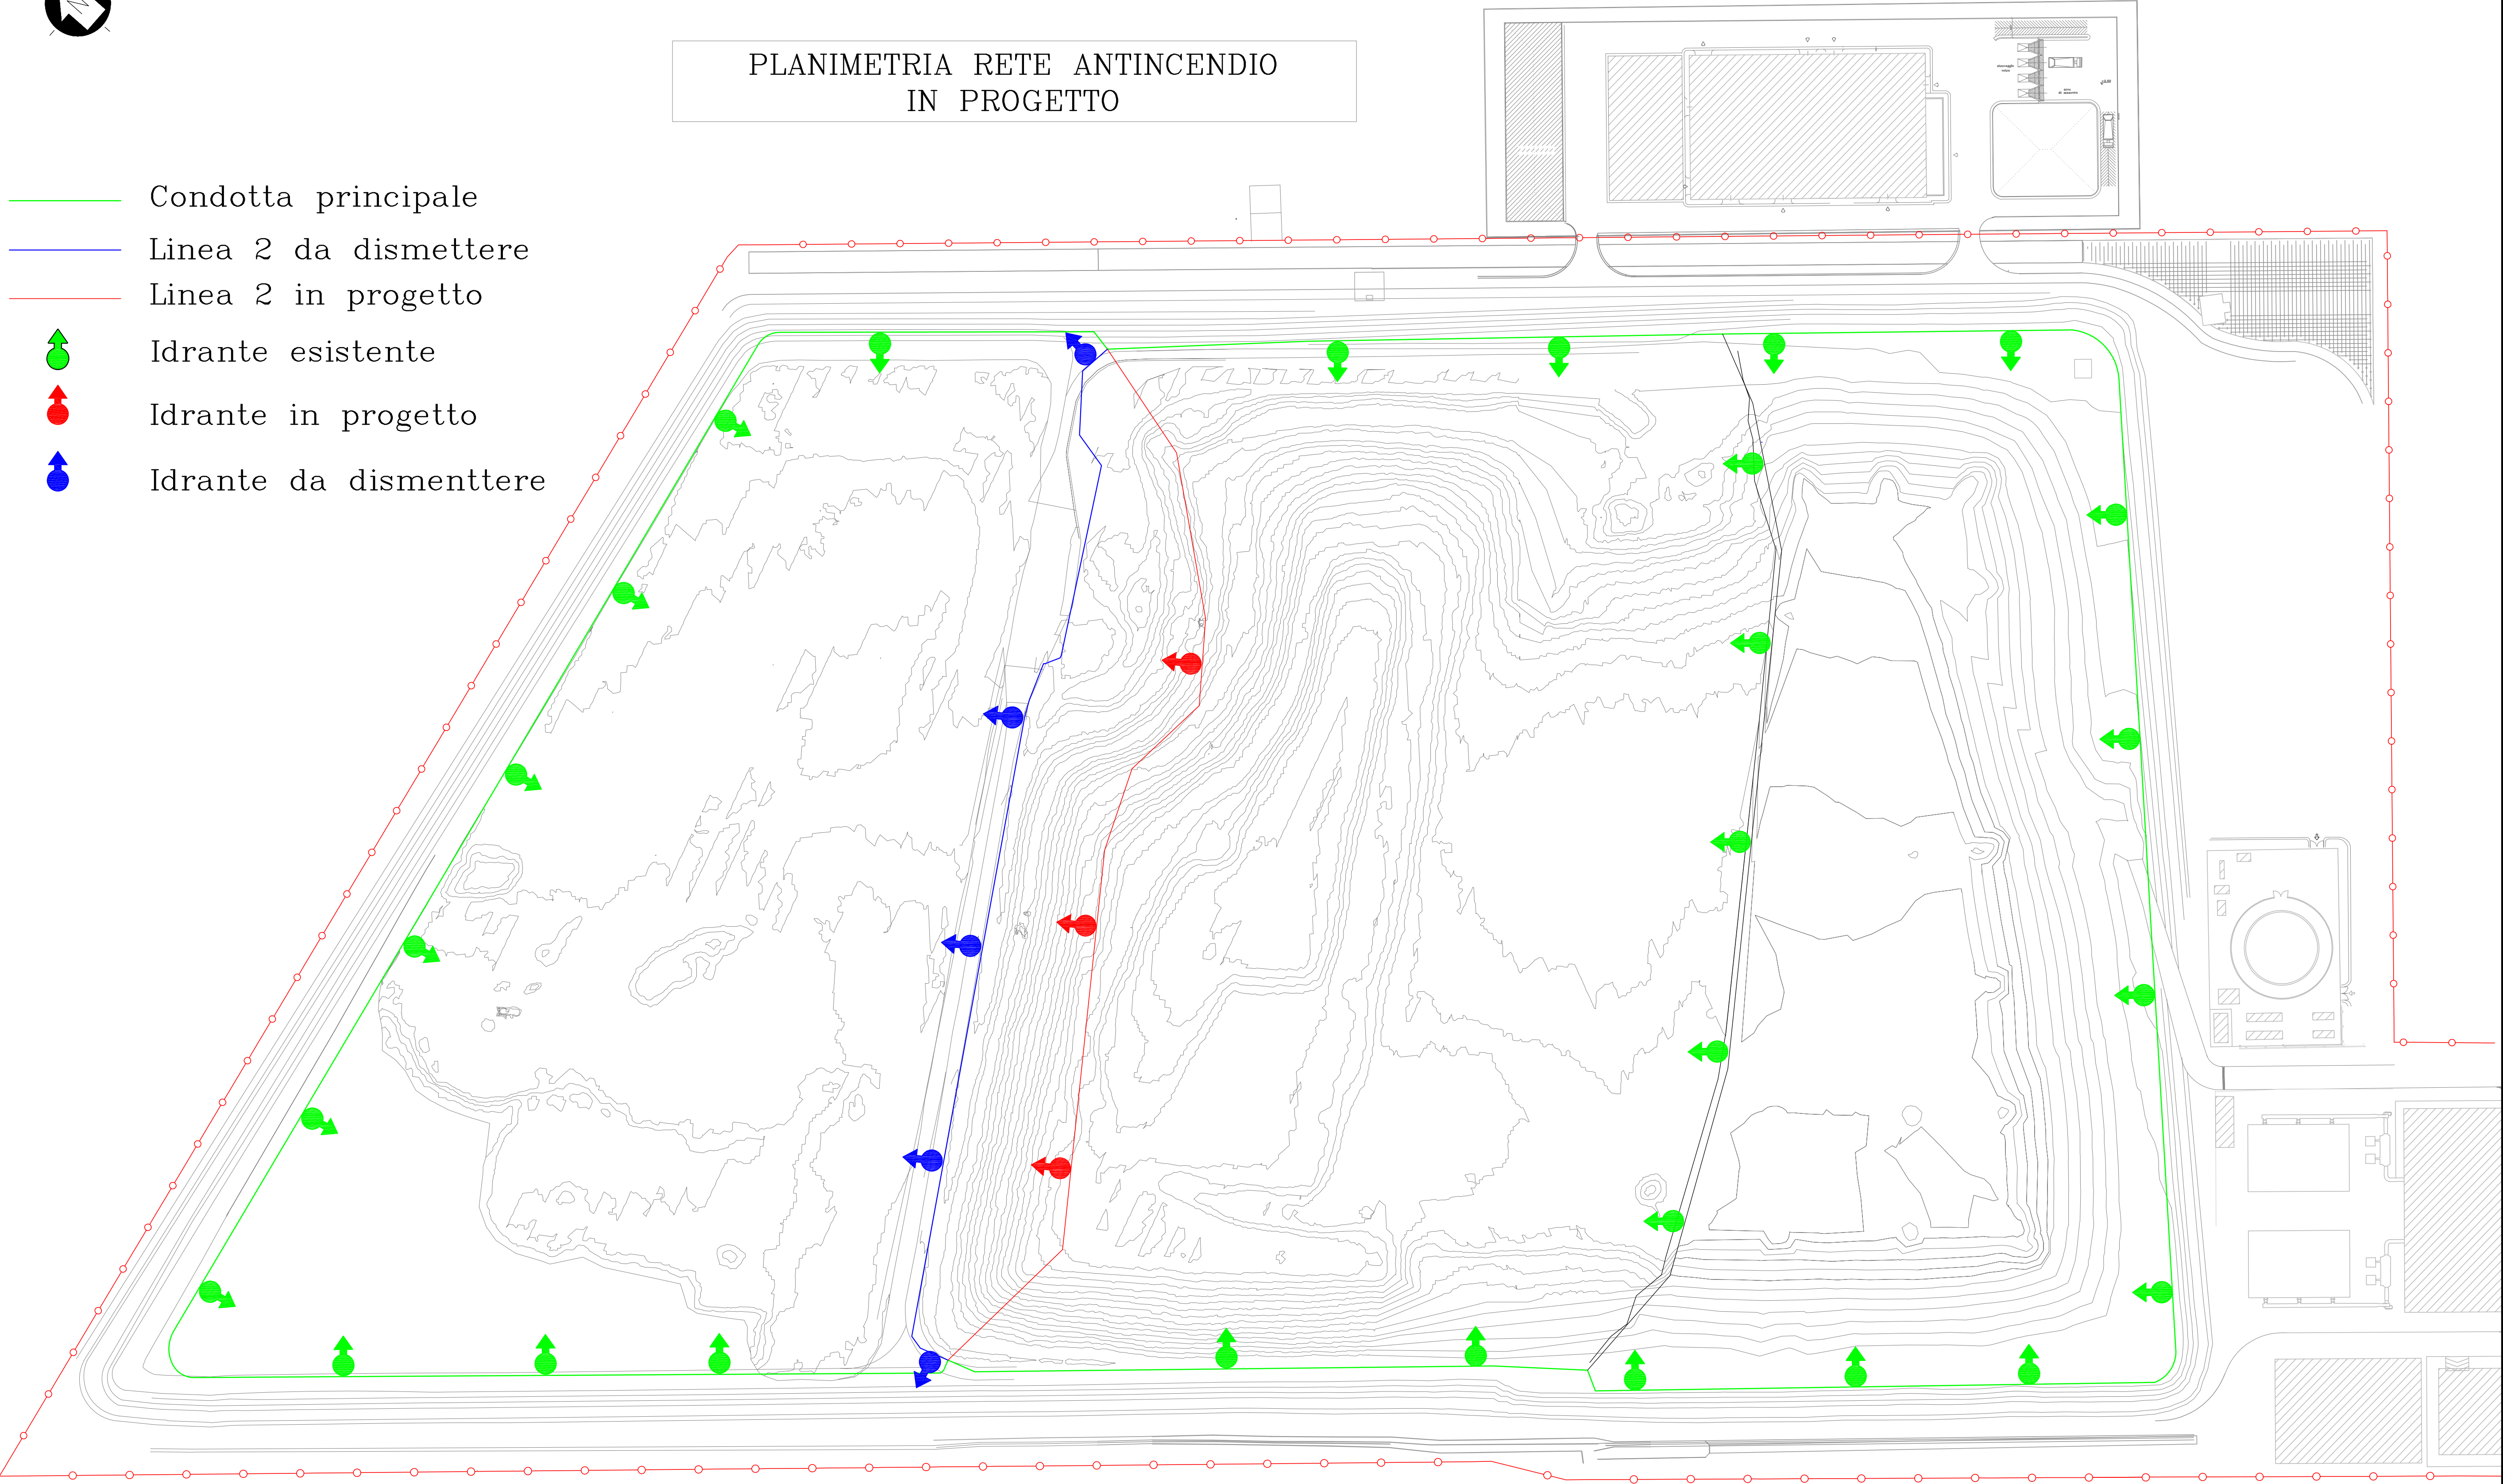 N
PLANIMETRIA RETE ANTINCENDIO
IN PROGETTO
Condotta principale
Linea 2 da dismettere
Linea 2 in progetto
Idrante esistente
Idrante in progetto
Idrante da dismenttere